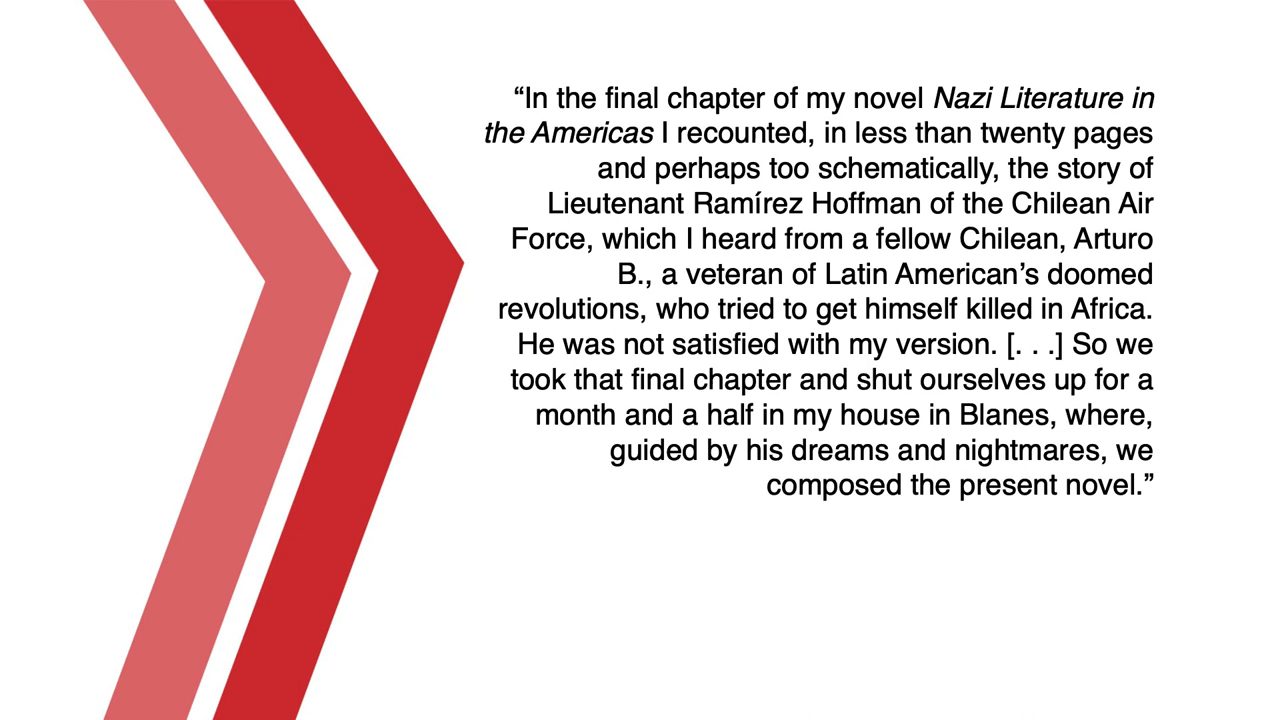 “In the final chapter of my novel Nazi Literature in
the Americas I recounted, in less than twenty pages
and perhaps too schematically, the story of
Lieutenant Ramírez Hoffman of the Chilean Air
Force, which I heard from a fellow Chilean, Arturo
B., a veteran of Latin American’s doomed
revolutions, who tried to get himself killed in Africa.
He was not satisfied with my version. [. . .] So we
took that final chapter and shut ourselves up for a
month and a half in my house in Blanes, where,
guided by his dreams and nightmares, we
composed the present novel.”